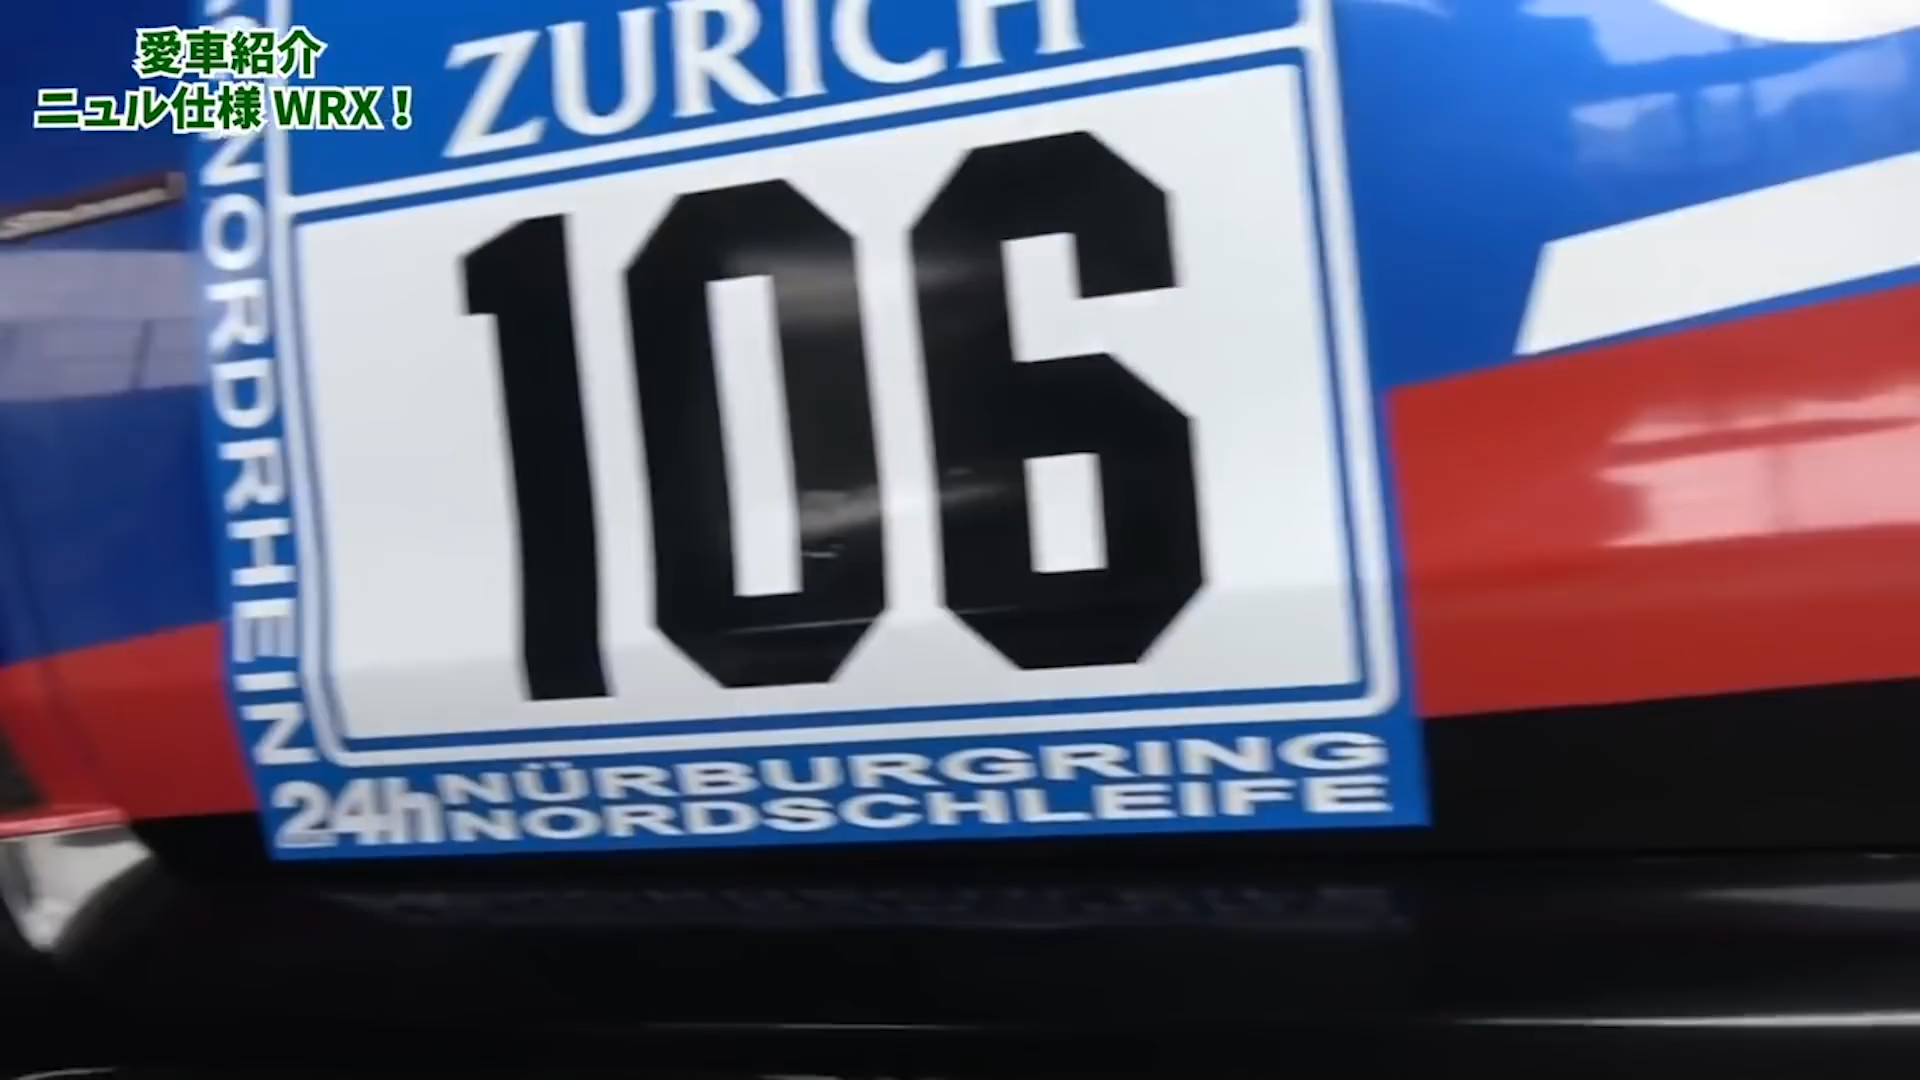 愛車紹介
ニュル仕様 WRX！
ZURICH
106
NORDRHEIN
24h NÜRBURGRING
NORDSCHLEIFE